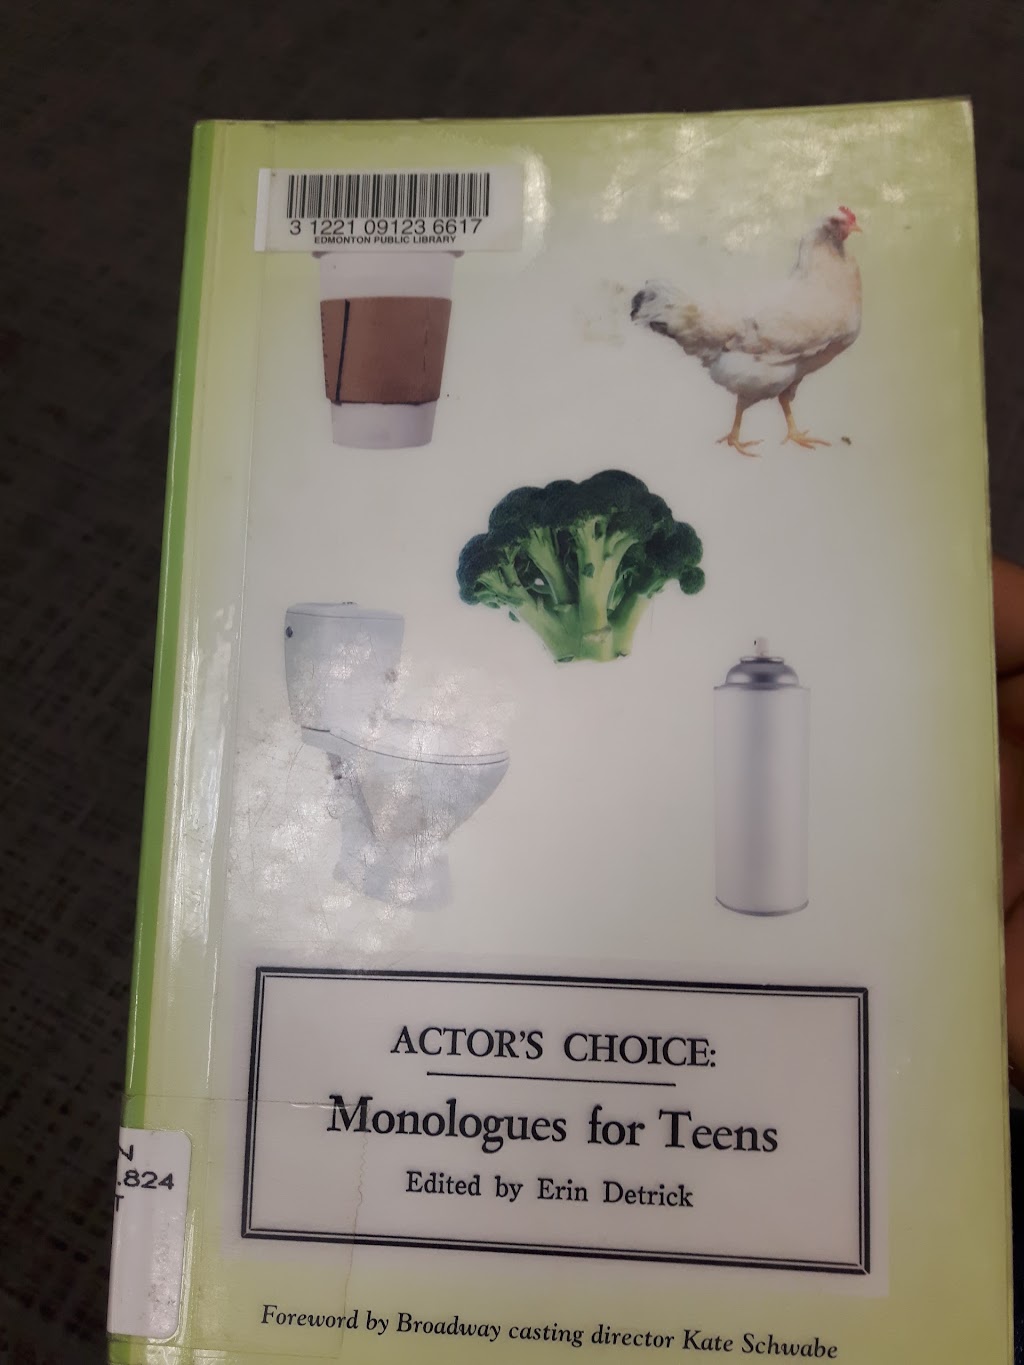 3 1221 09123 6617
EDMONTON PUBLIC LIBRARY
ACTOR'S CHOICE:
Monologues for Teens
Edited by Erin Detrick
N
.824
T
Foreword by Broadway casting director Kate Schwabe